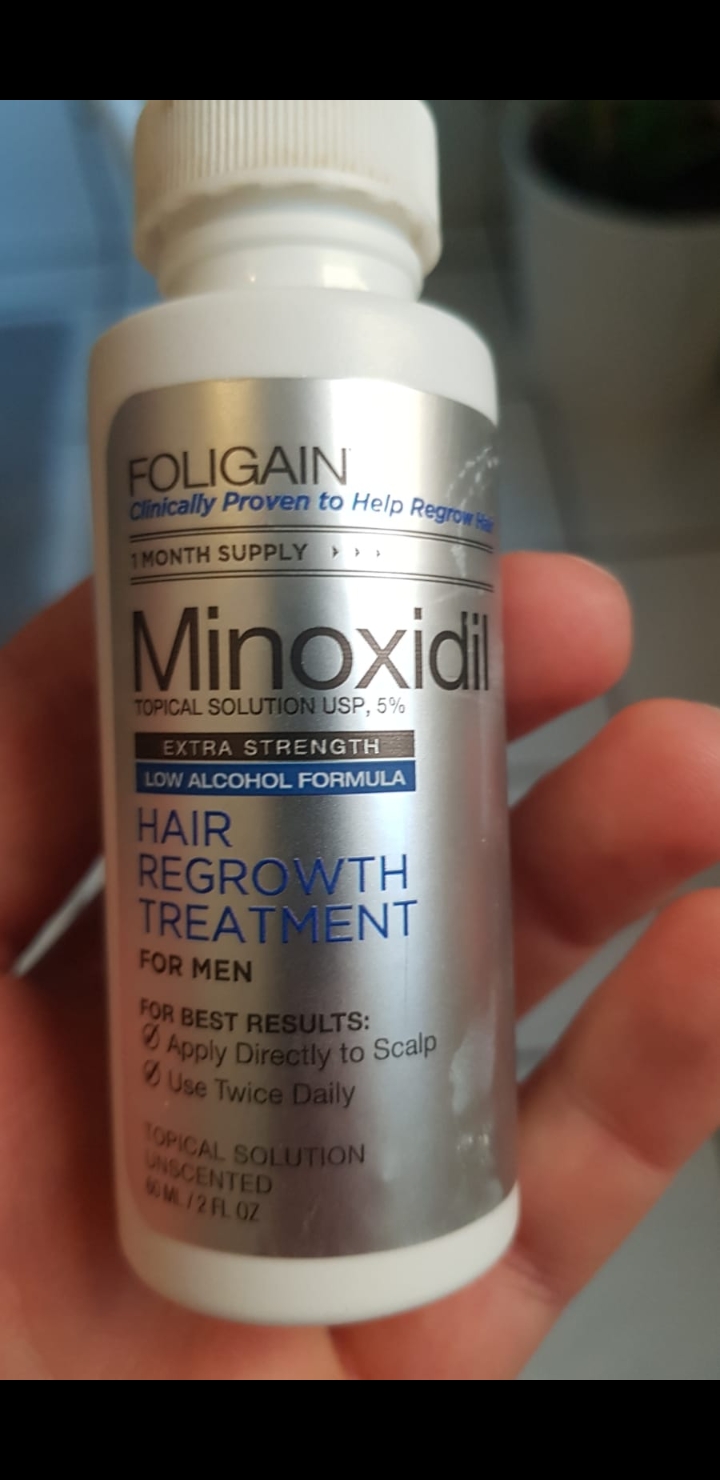 FOLIGAIN
Clinically Proven to Help Regrow Hair
1 MONTH SUPPLY › › ›
Minoxidil
TOPICAL SOLUTION USP, 5%
EXTRA STRENGTH
LOW ALCOHOL FORMULA
HAIR
REGROWTH
TREATMENT
FOR MEN
FOR BEST RESULTS:
Apply Directly to Scalp
Use Twice Daily
TOPICAL SOLUTION
UNSCENTED
60 ML / 2 FL OZ